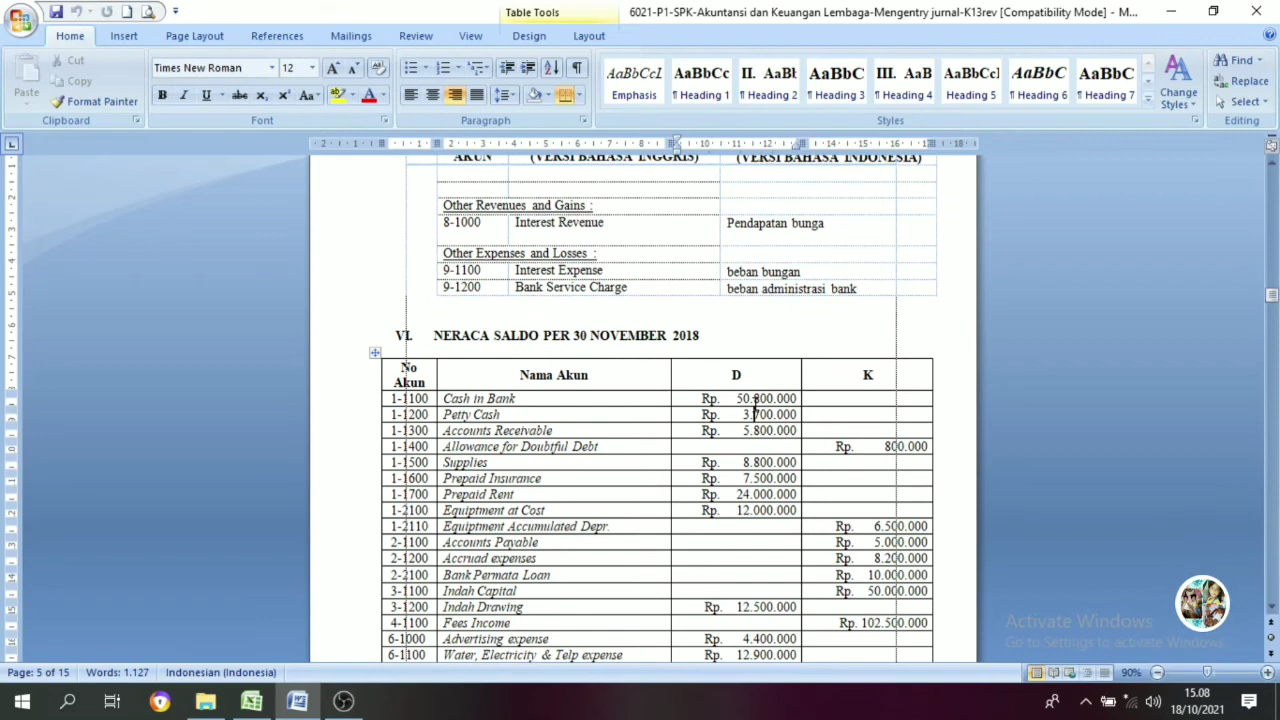 Table Tools
6021-P1-SPK-Akuntansi dan Keuangan Lembaga-Mengentry jurnal-K13rev [Compatibility Mode] - M...
Home Insert Page Layout References Mailings Review View Design Layout
Paste
Cut
Copy
Format Painter
Clipboard
Times New Roman 12
Font
Paragraph
AaBbCcI AaBbCc II. AaBb AaBbC III. AaB AaBbCcI AaBbCc AaBbC
Emphasis ¶ Heading 1 ¶ Heading 2 ¶ Heading 3 ¶ Heading 4 Heading 5 ¶ Heading 6 ¶ Heading 7
Change Styles
Styles
Find
Replace
Select
Editing
AKUN (VERSI BAHASA INGGRIS) (VERSI BAHASA INDONESIA)
Other Revenues and Gains :
8-1000 Interest Revenue Pendapatan bunga
Other Expenses and Losses :
9-1100 Interest Expense beban bungan
9-1200 Bank Service Charge beban administrasi bank
VI. NERACA SALDO PER 30 NOVEMBER 2018
No Akun Nama Akun D K
1-1100 Cash in Bank Rp. 50.800.000
1-1200 Petty Cash Rp. 3.700.000
1-1300 Accounts Receivable Rp. 5.800.000
1-1400 Allowance for Doubtful Debt Rp. 800.000
1-1500 Supplies Rp. 8.800.000
1-1600 Prepaid Insurance Rp. 7.500.000
1-1700 Prepaid Rent Rp. 24.000.000
1-2100 Equiptment at Cost Rp. 12.000.000
1-2110 Equiptment Accumulated Depr. Rp. 6.500.000
2-1100 Accounts Payable Rp. 5.000.000
2-1200 Accruad expenses Rp. 8.200.000
2-2100 Bank Permata Loan Rp. 10.000.000
3-1100 Indah Capital Rp. 50.000.000
3-1200 Indah Drawing Rp. 12.500.000
4-1100 Fees Income Rp. 102.500.000
6-1000 Advertising expense Rp. 4.400.000
6-1100 Water, Electricity & Telp expense Rp. 12.900.000
Activate Windows
Go to Settings to activate Windows.
Page: 5 of 15 Words: 1.127 Indonesian (Indonesia) 90%
15.08
18/10/2021